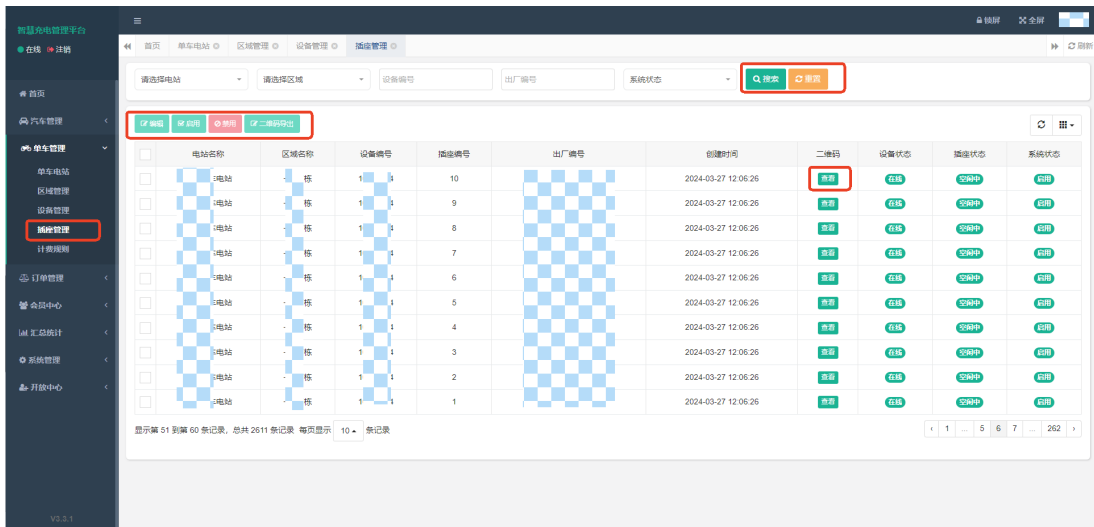 智慧充电管理平台
锁屏 全屏
在线 注销
首页 单车电站 区域管理 设备管理 插座管理 刷新
请选择电站 请选择区域 设备编号 出厂编号 系统状态 搜索 重置
首页
汽车管理
编辑 启用 禁用 二维码导出
单车管理
单车电站
区域管理
设备管理
插座管理
计费规则
订单管理
会员中心
汇总统计
系统管理
开放中心
V3.3.1
电站名称 区域名称 设备编号 插座编号 出厂编号 创建时间 二维码 设备状态 插座状态 系统状态
电站 - 栋 1 10 2024-03-27 12:06:26 查看 在线 空闲中 启用
电站 - 栋 1 9 2024-03-27 12:06:26 查看 在线 空闲中 启用
电站 - 栋 1 8 2024-03-27 12:06:26 查看 在线 空闲中 启用
电站 - 栋 1 7 2024-03-27 12:06:26 查看 在线 空闲中 启用
电站 - 栋 1 6 2024-03-27 12:06:26 查看 在线 空闲中 启用
电站 - 栋 1 5 2024-03-27 12:06:26 查看 在线 空闲中 启用
电站 - 栋 1 4 2024-03-27 12:06:26 查看 在线 空闲中 启用
电站 - 栋 1 3 2024-03-27 12:06:26 查看 在线 空闲中 启用
电站 - 栋 1 2 2024-03-27 12:06:26 查看 在线 空闲中 启用
电站 - 栋 1 1 2024-03-27 12:06:26 查看 在线 空闲中 启用
显示第 51 到第 60 条记录，总共 2611 条记录 每页显示 10 条记录
‹ 1 ... 5 6 7 ... 262 ›